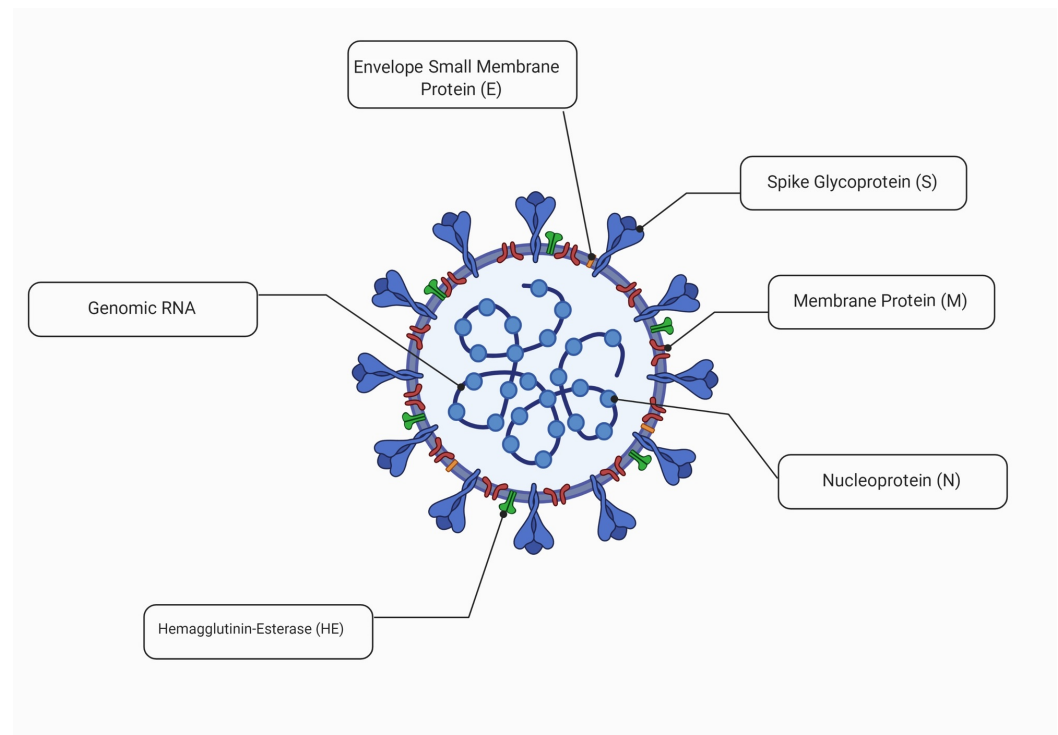 Envelope Small Membrane
Protein (E)
Spike Glycoprotein (S)
Membrane Protein (M)
Genomic RNA
Nucleoprotein (N)
Hemagglutinin-Esterase (HE)